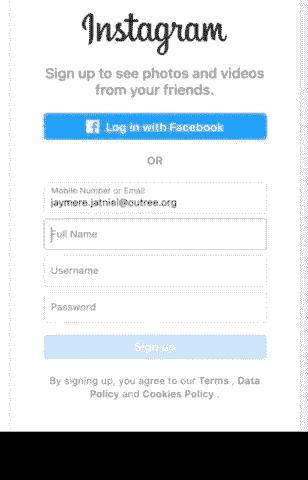 Instagram
Sign up to see photos and videos
from your friends.
Log in with Facebook
OR
Mobile Number or Email
jaymere.jatniel@outree.org
Full Name
Username
Password
Sign up
By signing up, you agree to our Terms , Data
Policy and Cookies Policy .